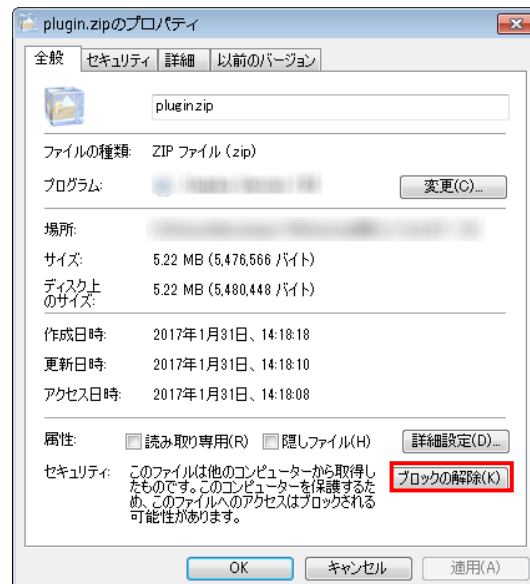 plugin.zipのプロパティ
全般 セキュリティ 詳細 以前のバージョン
plugin.zip
ファイルの種類: ZIP ファイル (zip)
プログラム: 変更(C)...
場所:
サイズ: 5.22 MB (5,476,566 バイト)
ディスク上
のサイズ: 5.22 MB (5,480,448 バイト)
作成日時: 2017年1月31日、14:18:18
更新日時: 2017年1月31日、14:18:10
アクセス日時: 2017年1月31日、14:18:08
属性: 読み取り専用(R) 隠しファイル(H) 詳細設定(D)...
セキュリティ: このファイルは他のコンピューターから取得し
たものです。このコンピューターを保護するた
め、このファイルへのアクセスはブロックされる
可能性があります。
ブロックの解除(K)
OK キャンセル 適用(A)